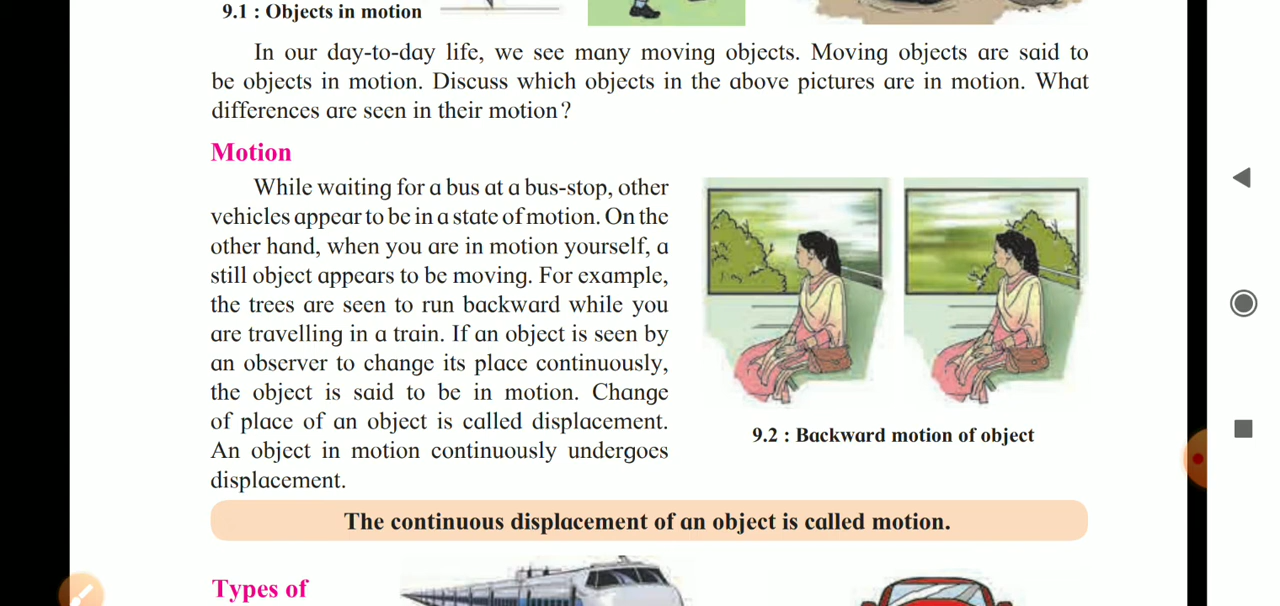 9.1 : Objects in motion
In our day-to-day life, we see many moving objects. Moving objects are said to
be objects in motion. Discuss which objects in the above pictures are in motion. What
differences are seen in their motion?
Motion
While waiting for a bus at a bus-stop, other
vehicles appear to be in a state of motion. On the
other hand, when you are in motion yourself, a
still object appears to be moving. For example,
the trees are seen to run backward while you
are travelling in a train. If an object is seen by
an observer to change its place continuously,
the object is said to be in motion. Change
of place of an object is called displacement.
An object in motion continuously undergoes
displacement.
9.2 : Backward motion of object
The continuous displacement of an object is called motion.
Types of